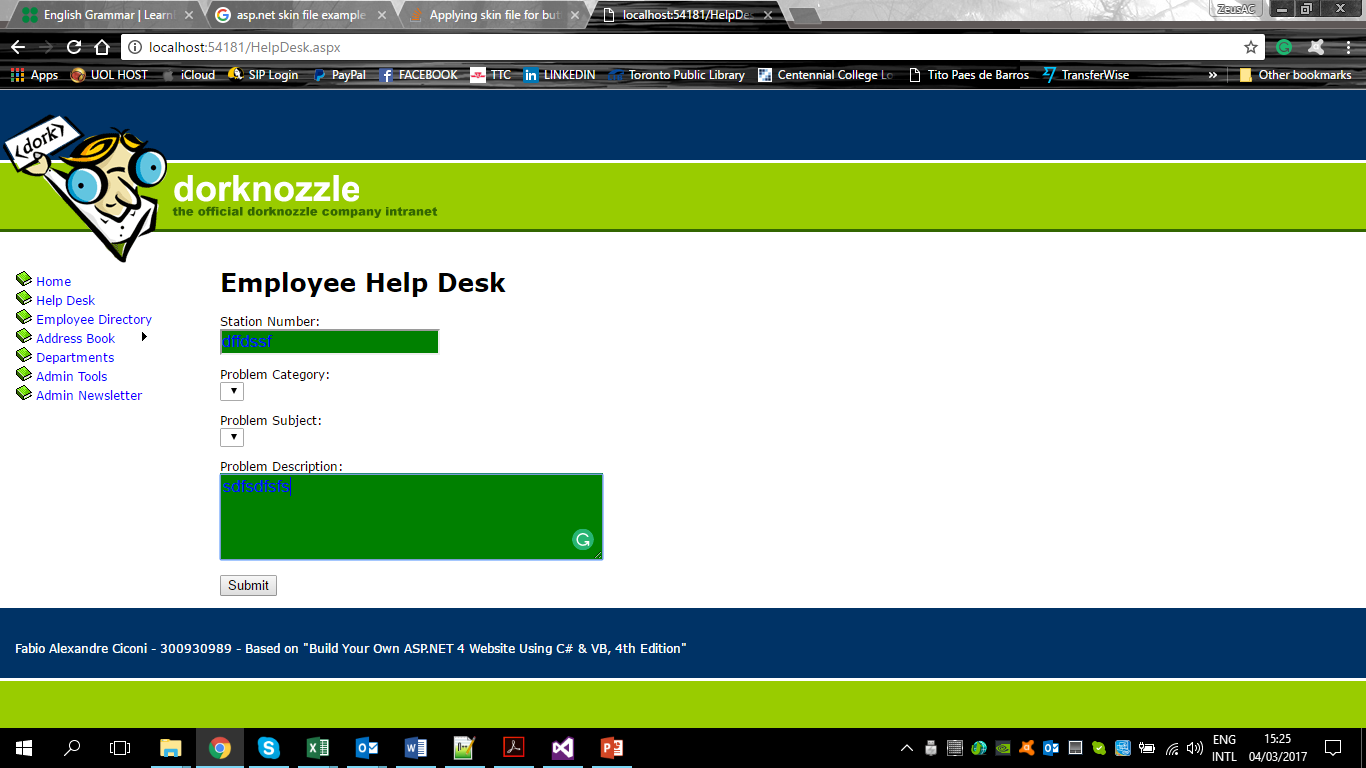 English Grammar | Learn
asp.net skin file example
Applying skin file for but
localhost:54181/HelpDes
ZeusAC
localhost:54181/HelpDesk.aspx
Apps
UOL HOST
iCloud
SIP Login
PayPal
FACEBOOK
TTC
LINKEDIN
Toronto Public Library
Centennial College Lo
Tito Paes de Barros
TransferWise
»
Other bookmarks
<dork>
dorknozzle
the official dorknozzle company intranet
Home
Help Desk
Employee Directory
Address Book
Departments
Admin Tools
Admin Newsletter
Employee Help Desk
Station Number:
dffdssf
Problem Category:
Problem Subject:
Problem Description:
sdfsdfsfs
Submit
Fabio Alexandre Ciconi - 300930989 - Based on "Build Your Own ASP.NET 4 Website Using C# & VB, 4th Edition"
ENG
INTL
15:25
04/03/2017